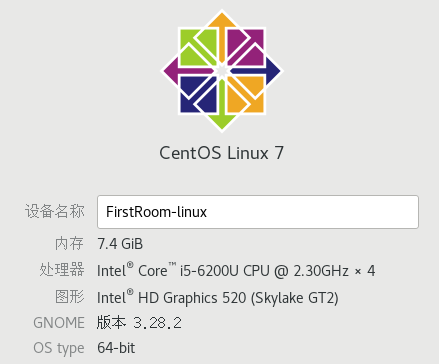 CentOS Linux 7
设备名称 FirstRoom-linux
内存 7.4 GiB
处理器 Intel® Core™ i5-6200U CPU @ 2.30GHz × 4
图形 Intel® HD Graphics 520 (Skylake GT2)
GNOME 版本 3.28.2
OS type 64-bit